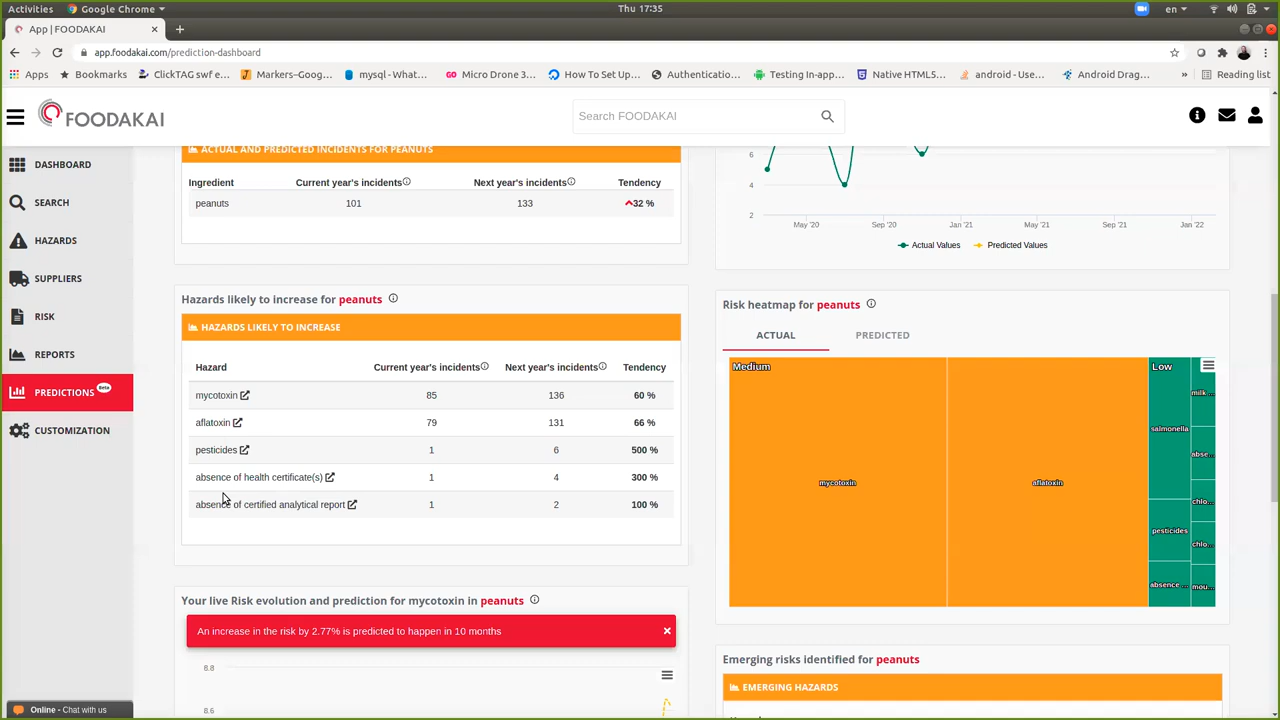 Activities Google Chrome Thu 17:35 en
App | FOODAKAI
app.foodakai.com/prediction-dashboard
Apps Bookmarks ClickTAG swf e... Markers–Goog... mysql - What... Micro Drone 3... How To Set Up... Authenticatio... Testing In-app... Native HTML5... android - Use... Android Drag... » Reading list
FOODAKAI Search FOODAKAI
DASHBOARD
SEARCH
HAZARDS
SUPPLIERS
RISK
REPORTS
PREDICTIONS Beta
CUSTOMIZATION
Online - Chat with us
ACTUAL AND PREDICTED INCIDENTS FOR PEANUTS
Ingredient Current year's incidents Next year's incidents Tendency
peanuts 101 133 32 %
Hazards likely to increase for peanuts
HAZARDS LIKELY TO INCREASE
Hazard Current year's incidents Next year's incidents Tendency
mycotoxin 85 136 60 %
aflatoxin 79 131 66 %
pesticides 1 6 500 %
absence of health certificate(s) 1 4 300 %
absence of certified analytical report 1 2 100 %
Your live Risk evolution and prediction for mycotoxin in peanuts
An increase in the risk by 2.77% is predicted to happen in 10 months ×
8.8
8.6
6
4
2
May '20 Sep '20 Jan '21 May '21 Sep '21 Jan '22
Actual Values Predicted Values
Risk heatmap for peanuts
ACTUAL PREDICTED
Medium Low
mycotoxin
aflatoxin
salmonella
pesticides
absence ...
milk ...
abse...
chlo...
chlo...
mou...
Emerging risks identified for peanuts
EMERGING HAZARDS